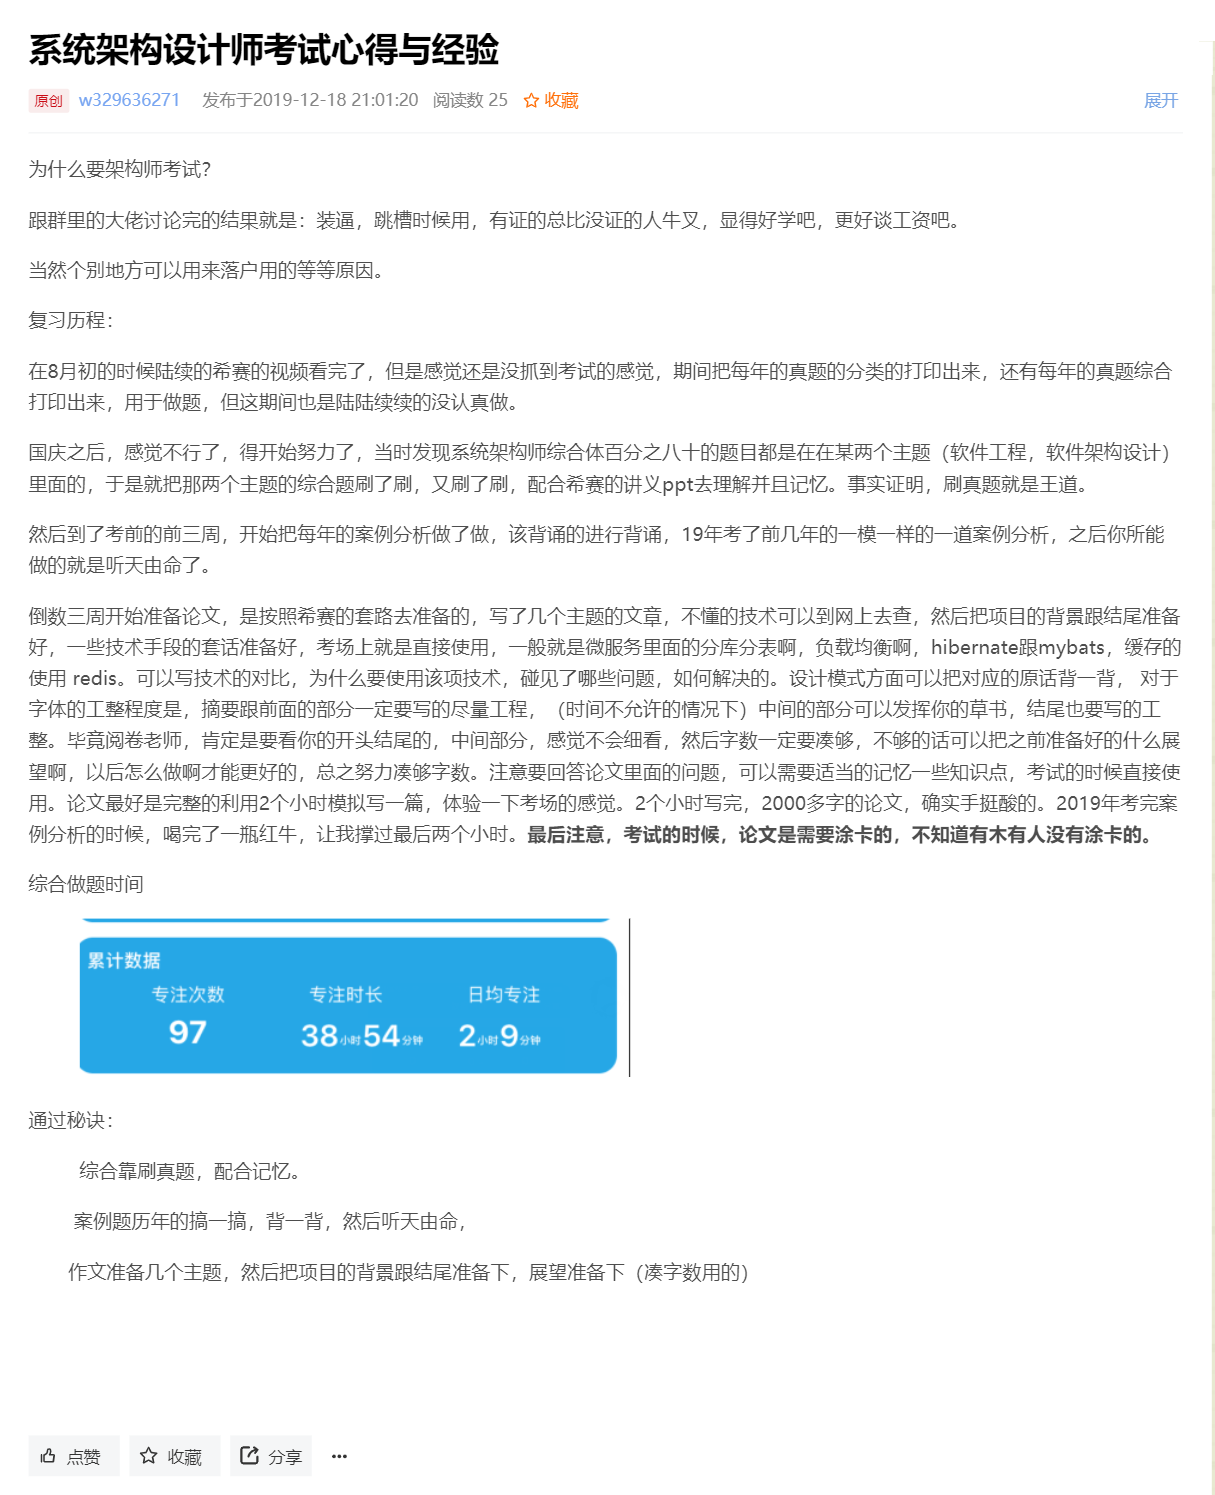 系统架构设计师考试心得与经验
原创 w329636271 发布于2019-12-18 21:01:20 阅读数 25 收藏 展开
为什么要架构师考试？
跟群里的大佬讨论完的结果就是：装逼，跳槽时候用，有证的总比没证的人牛叉，显得好学吧，更好谈工资吧。
当然个别地方可以用来落户用的等等原因。
复习历程：
在8月初的时候陆续的希赛的视频看完了，但是感觉还是没抓到考试的感觉，期间把每年的真题的分类的打印出来，还有每年的真题综合
打印出来，用于做题，但这期间也是陆陆续续的没认真做。
国庆之后，感觉不行了，得开始努力了，当时发现系统架构师综合体百分之八十的题目都是在在某两个主题（软件工程，软件架构设计）
里面的，于是就把那两个主题的综合题刷了刷，又刷了刷，配合希赛的讲义ppt去理解并且记忆。事实证明，刷真题就是王道。
然后到了考前的前三周，开始把每年的案例分析做了做，该背诵的进行背诵，19年考了前几年的一模一样的一道案例分析，之后你所能
做的就是听天由命了。
倒数三周开始准备论文，是按照希赛的套路去准备的，写了几个主题的文章，不懂的技术可以到网上去查，然后把项目的背景跟结尾准备
好，一些技术手段的套话准备好，考场上就是直接使用，一般就是微服务里面的分库分表啊，负载均衡啊，hibernate跟mybats，缓存的
使用 redis。可以写技术的对比，为什么要使用该项技术，碰见了哪些问题，如何解决的。设计模式方面可以把对应的原话背一背， 对于
字体的工整程度是，摘要跟前面的部分一定要写的尽量工程，（时间不允许的情况下）中间的部分可以发挥你的草书，结尾也要写的工
整。毕竟阅卷老师，肯定是要看你的开头结尾的，中间部分，感觉不会细看，然后字数一定要凑够，不够的话可以把之前准备好的什么展
望啊，以后怎么做啊才能更好的，总之努力凑够字数。注意要回答论文里面的问题，可以需要适当的记忆一些知识点，考试的时候直接使
用。论文最好是完整的利用2个小时模拟写一篇，体验一下考场的感觉。2个小时写完，2000多字的论文，确实手挺酸的。2019年考完案
例分析的时候，喝完了一瓶红牛，让我撑过最后两个小时。最后注意，考试的时候，论文是需要涂卡的，不知道有木有人没有涂卡的。
综合做题时间
累计数据
专注次数 专注时长 日均专注
97 38小时54分钟 2小时9分钟
通过秘诀：
综合靠刷真题，配合记忆。
案例题历年的搞一搞，背一背，然后听天由命，
作文准备几个主题，然后把项目的背景跟结尾准备下，展望准备下（凑字数用的）
点赞 收藏 分享 ···